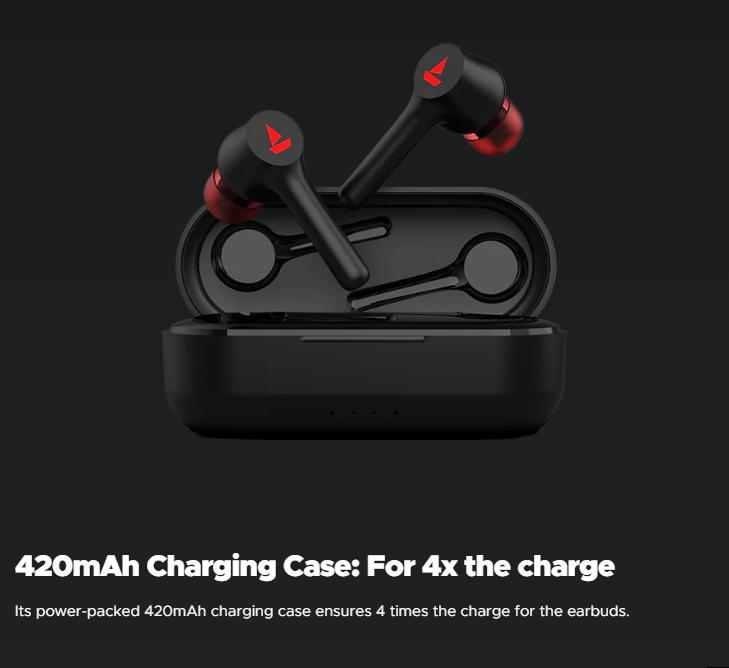 420mAh Charging Case: For 4x the charge
Its power-packed 420mAh charging case ensures 4 times the charge for the earbuds.